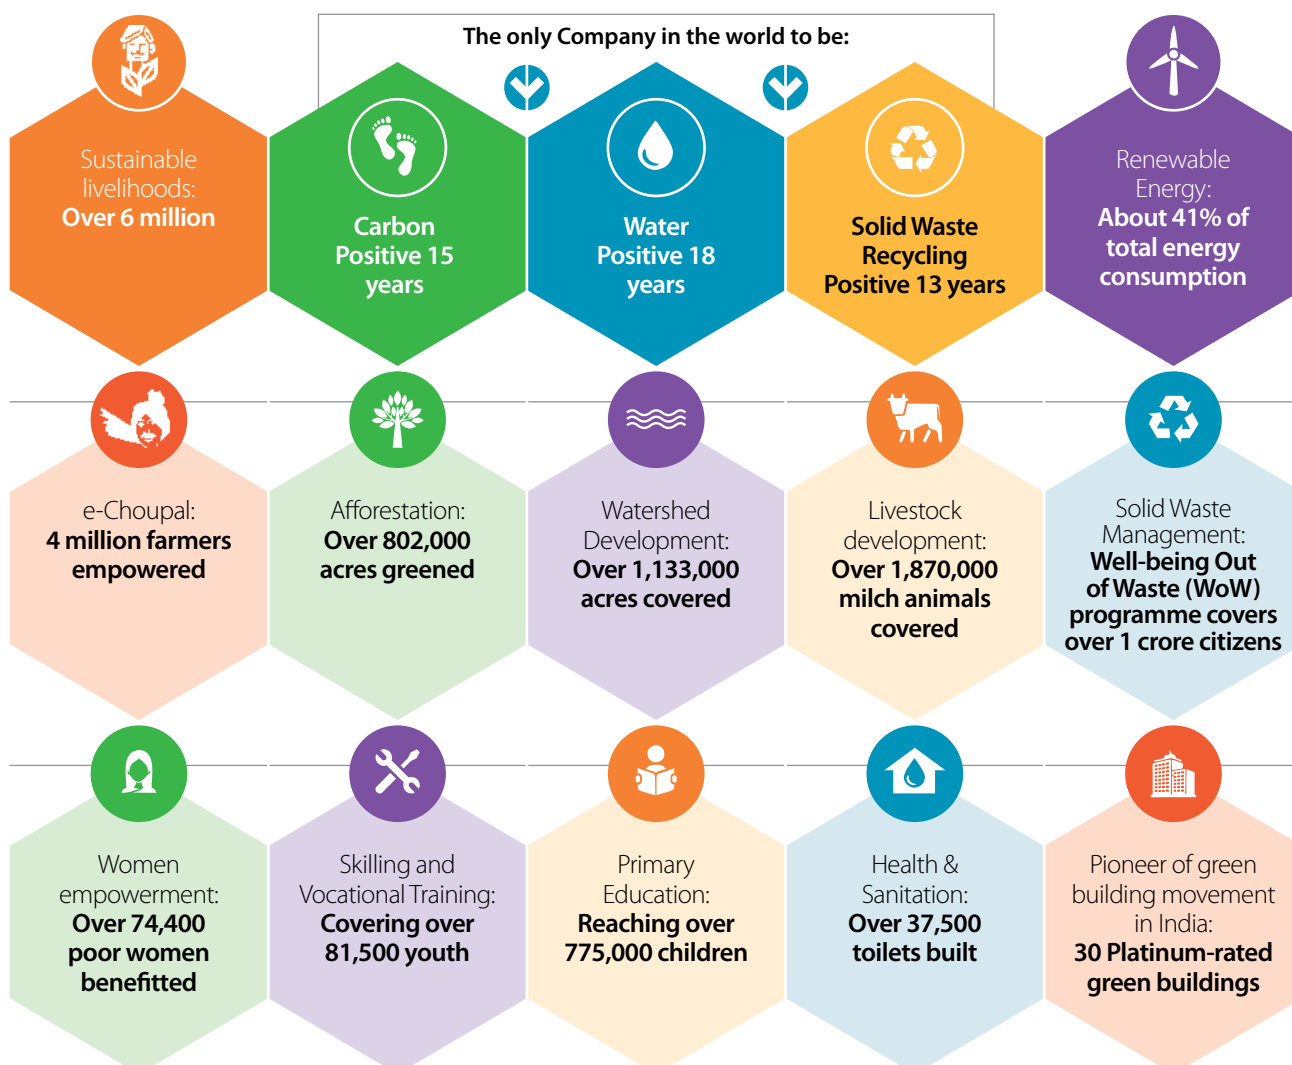 The only Company in the world to be:
Sustainable
livelihoods:
Over 6 million
Carbon
Positive 15
years
Water
Positive 18
years
Solid Waste
Recycling
Positive 13 years
Renewable
Energy:
About 41% of
total energy
consumption
e-Choupal:
4 million farmers
empowered
Afforestation:
Over 802,000
acres greened
Watershed
Development:
Over 1,133,000
acres covered
Livestock
development:
Over 1,870,000
milch animals
covered
Solid Waste
Management:
Well-being Out
of Waste (WoW)
programme covers
over 1 crore citizens
Women
empowerment:
Over 74,400
poor women
benefitted
Skilling and
Vocational Training:
Covering over
81,500 youth
Primary
Education:
Reaching over
775,000 children
Health &
Sanitation:
Over 37,500
toilets built
Pioneer of green
building movement
in India:
30 Platinum-rated
green buildings